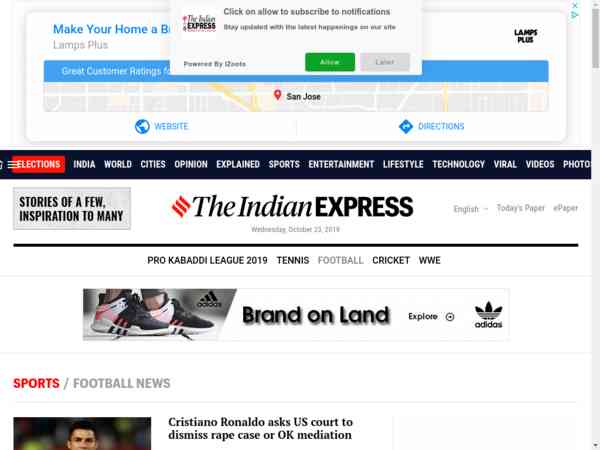 Click on allow to subscribe to notifications
Stay updated with the latest happenings on our site
The Indian EXPRESS
Powered By iZooto
Allow
Later
Make Your Home a
Lamps Plus
LAMPS PLUS
Great Customer Ratings
San Jose
WEBSITE
DIRECTIONS
ELECTIONS INDIA WORLD CITIES OPINION EXPLAINED SPORTS ENTERTAINMENT LIFESTYLE TECHNOLOGY VIRAL VIDEOS PHOTOS
STORIES OF A FEW,
INSPIRATION TO MANY
The Indian EXPRESS
Wednesday, October 23, 2019
English
Today's Paper
ePaper
PRO KABADDI LEAGUE 2019 TENNIS FOOTBALL CRICKET WWE
adidas
Brand on Land
Explore
adidas
SPORTS / FOOTBALL NEWS
Cristiano Ronaldo asks US court to
dismiss rape case or OK mediation